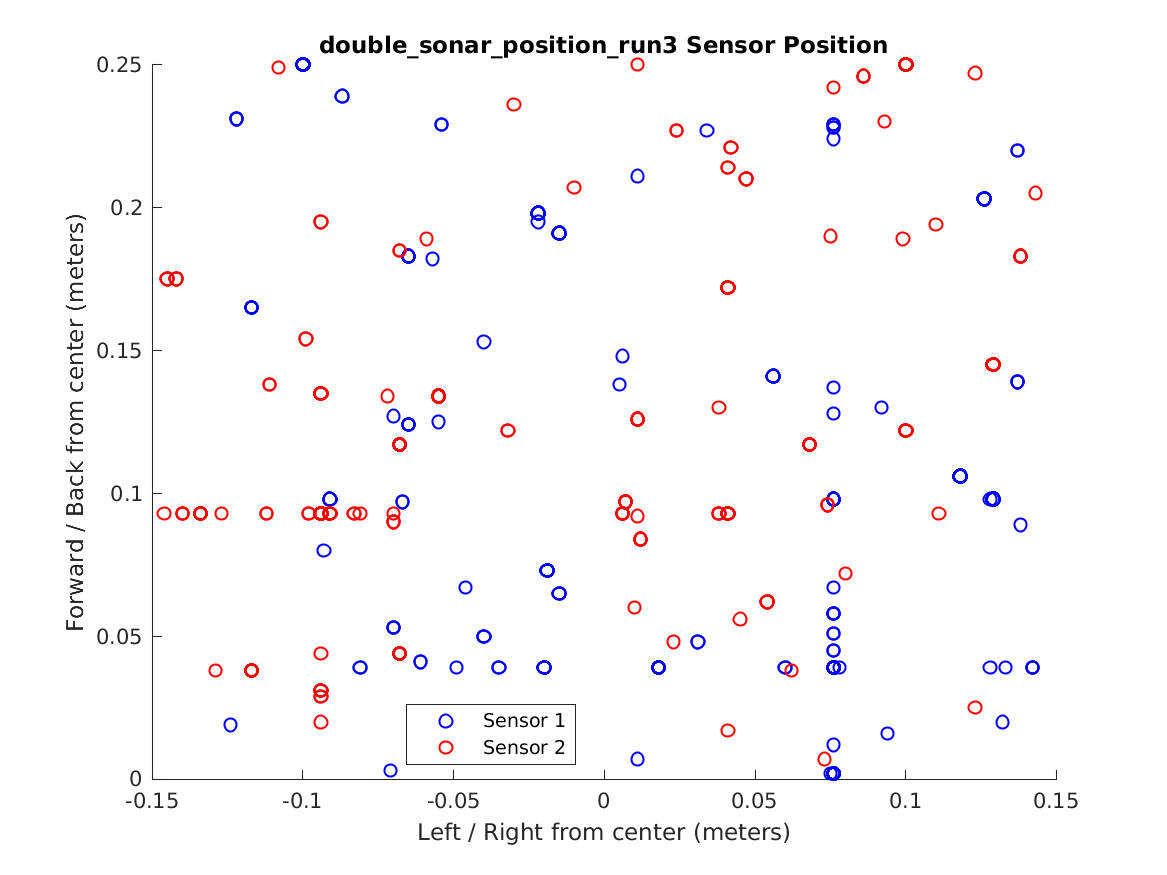 double_sonar_position_run3 Sensor Position
0.25
0.2
0.15
0.1
0.05
0
Forward / Back from center (meters)
Sensor 1
Sensor 2
-0.15
-0.1
-0.05
0
0.05
0.1
0.15
Left / Right from center (meters)